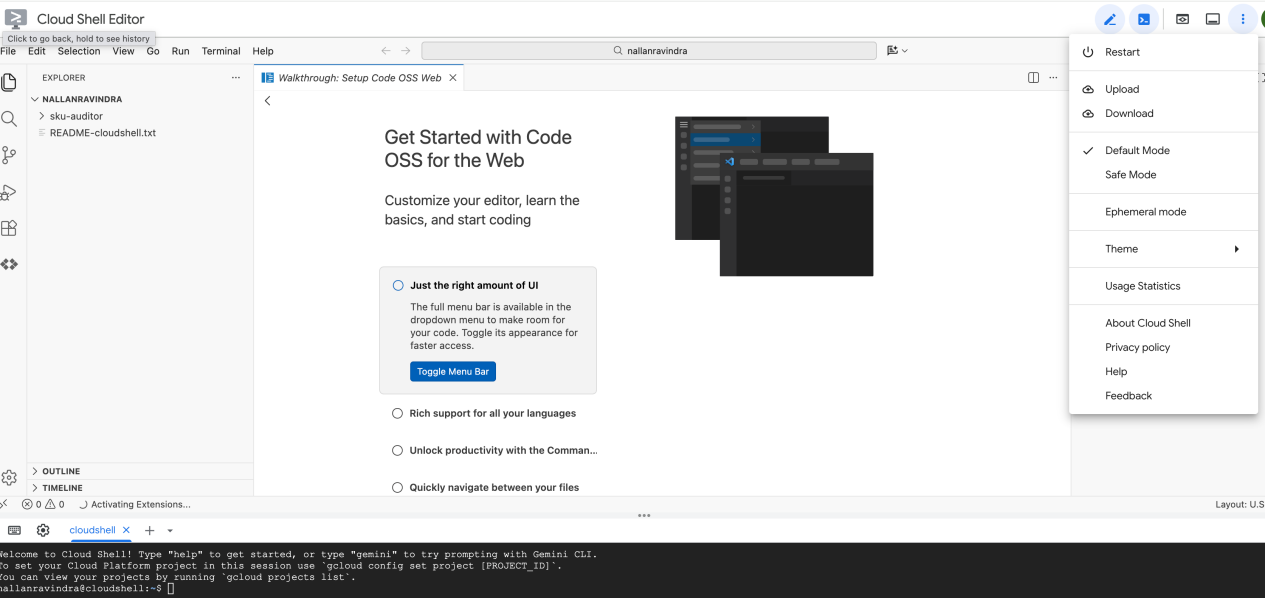 Cloud Shell Editor
Click to go back, hold to see history
File Edit Selection View Go Run Terminal Help
nallanravindra
EXPLORER
NALLANRAVINDRA
sku-auditor
README-cloudshell.txt
OUTLINE
TIMELINE
Walkthrough: Setup Code OSS Web
Get Started with Code
OSS for the Web
Customize your editor, learn the
basics, and start coding
Just the right amount of UI
The full menu bar is available in the
dropdown menu to make room for
your code. Toggle its appearance for
faster access.
Toggle Menu Bar
Rich support for all your languages
Unlock productivity with the Comman...
Quickly navigate between your files
Restart
Upload
Download
Default Mode
Safe Mode
Ephemeral mode
Theme
Usage Statistics
About Cloud Shell
Privacy policy
Help
Feedback
0 0 Activating Extensions...
Layout: U.S
cloudshell
Welcome to Cloud Shell! Type "help" to get started, or type "gemini" to try prompting with Gemini CLI.
To set your Cloud Platform project in this session use `gcloud config set project [PROJECT_ID]`.
You can view your projects by running `gcloud projects list`.
nallanravindra@cloudshell:~$